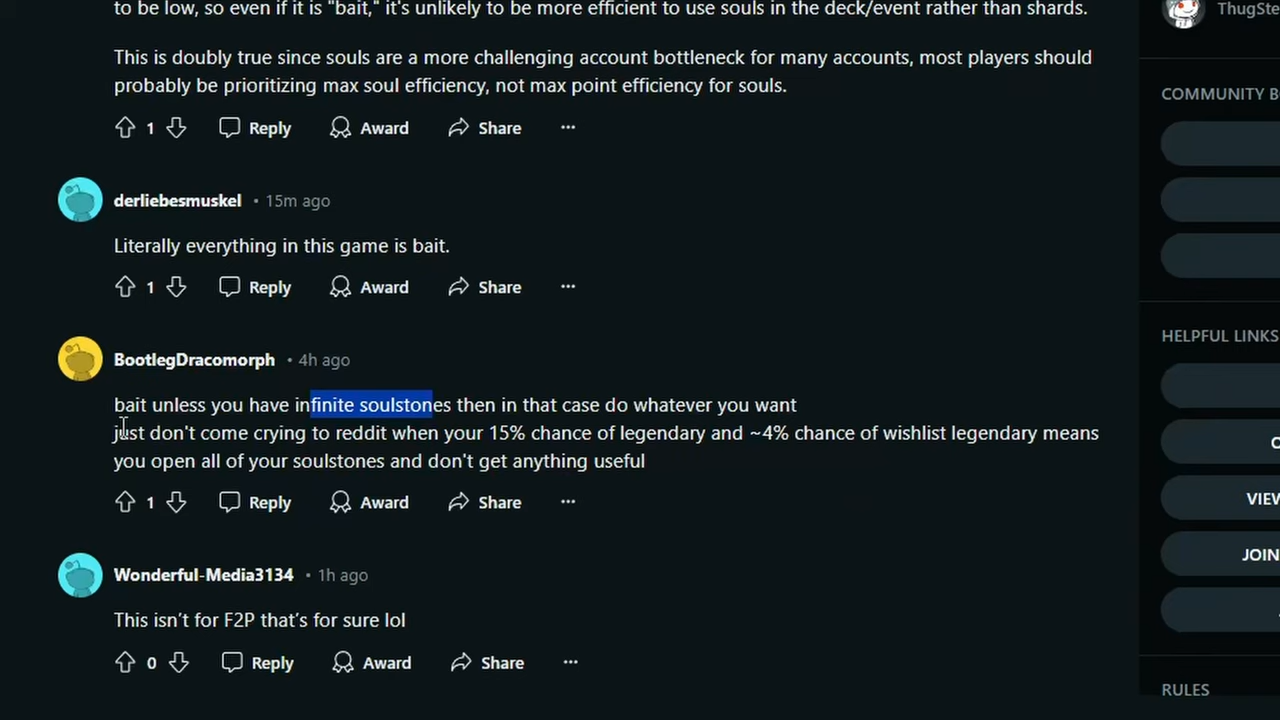 to be low, so even if it is "bait," it's unlikely to be more efficient to use souls in the deck/event rather than shards.
ThugSte
This is doubly true since souls are a more challenging account bottleneck for many accounts, most players should
probably be prioritizing max soul efficiency, not max point efficiency for souls.
COMMUNITY B
1 Reply Award Share
derliebesmuskel • 15m ago
Literally everything in this game is bait.
1 Reply Award Share
HELPFUL LINKS
BootlegDracomorph • 4h ago
bait unless you have infinite soulstones then in that case do whatever you want
just don't come crying to reddit when your 15% chance of legendary and ~4% chance of wishlist legendary means
you open all of your soulstones and don't get anything useful
VIEW
1 Reply Award Share
JOIN
Wonderful-Media3134 • 1h ago
This isn't for F2P that's for sure lol
0 Reply Award Share
RULES